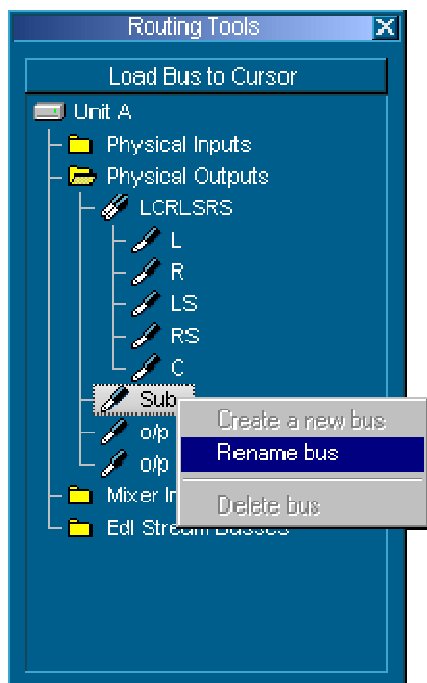 Routing Tools
Load Bus to Cursor
Unit A
Physical Inputs
Physical Outputs
LCRLSRS
L
R
LS
RS
C
Sub
o/p
o/p
Mixer
Edl Stream Busses
Create a new bus
Rename bus
Delete bus